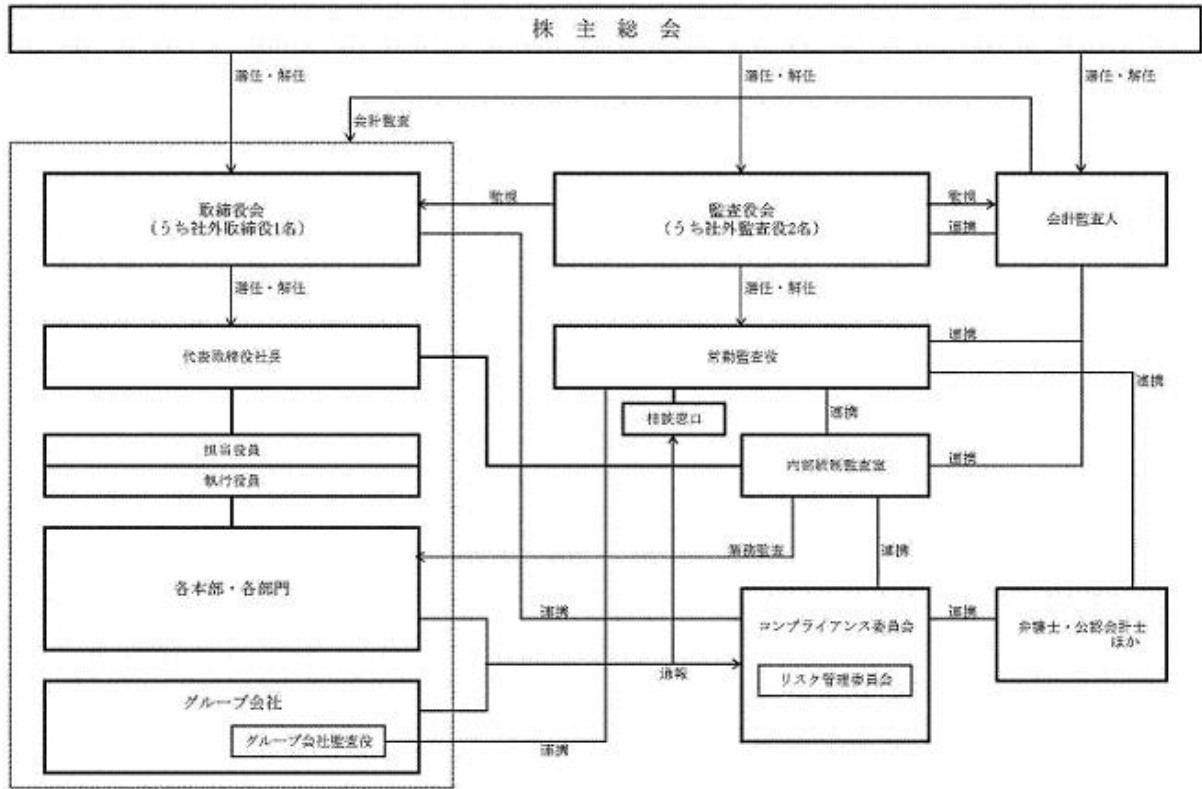 株主総会
選任・解任
選任・解任
選任・解任
会計監査
取締役会
(うち社外取締役1名)
監視
監査役会
(うち社外監査役2名)
監視
連携
会計監査人
選任・解任
選任・解任
代表取締役社長
常勤監査役
連携
連携
相談窓口
連携
担当役員
執行役員
内部統制監査室
連携
業務監査
連携
各本部・各部門
連携
コンプライアンス委員会
連携
弁護士・公認会計士
ほか
通報
リスク管理委員会
グループ会社
グループ会社監査役
連携